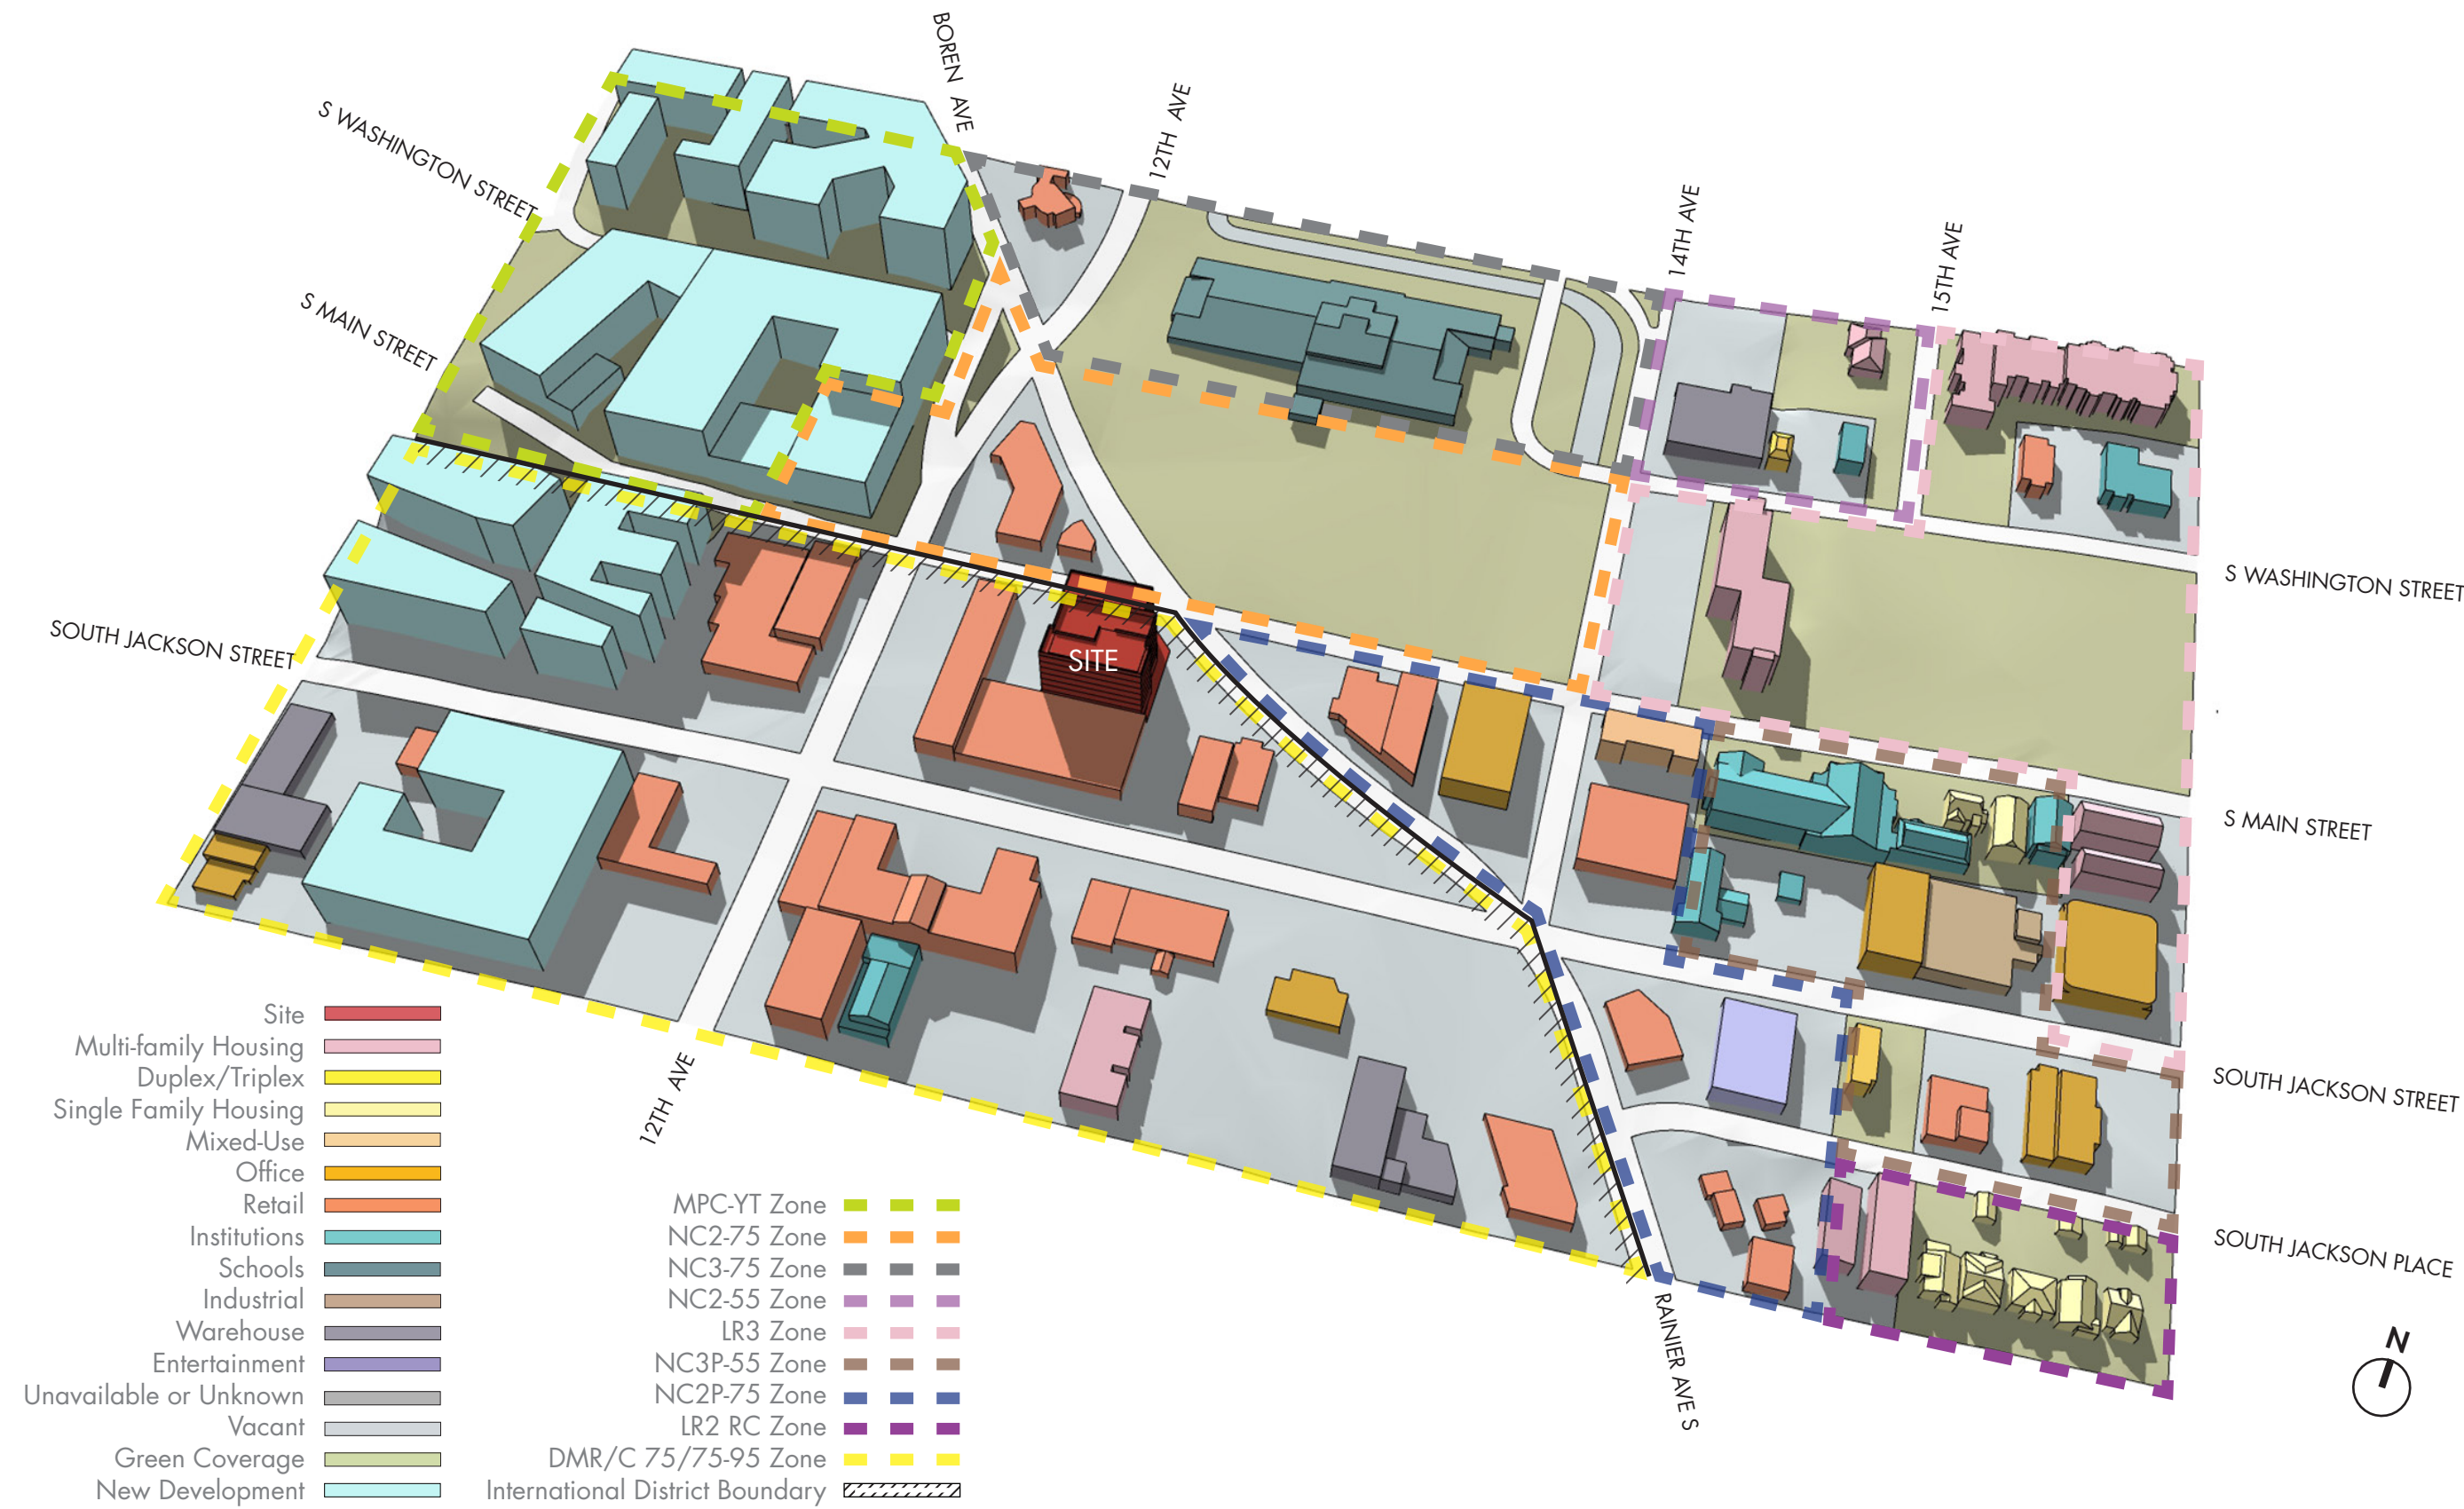 BOREN AVE
12TH AVE
S WASHINGTON STREET
14TH AVE
15TH AVE
S MAIN STREET
S WASHINGTON STREET
SOUTH JACKSON STREET
SITE
S MAIN STREET
SOUTH JACKSON STREET
12TH AVE
SOUTH JACKSON PLACE
RAINIER AVE S
N
Site
Multi-family Housing
Duplex/Triplex
Single Family Housing
Mixed-Use
Office
Retail
Institutions
Schools
Industrial
Warehouse
Entertainment
Unavailable or Unknown
Vacant
Green Coverage
New Development
MPC-YT Zone
NC2-75 Zone
NC3-75 Zone
NC2-55 Zone
LR3 Zone
NC3P-55 Zone
NC2P-75 Zone
LR2 RC Zone
DMR/C 75/75-95 Zone
International District Boundary